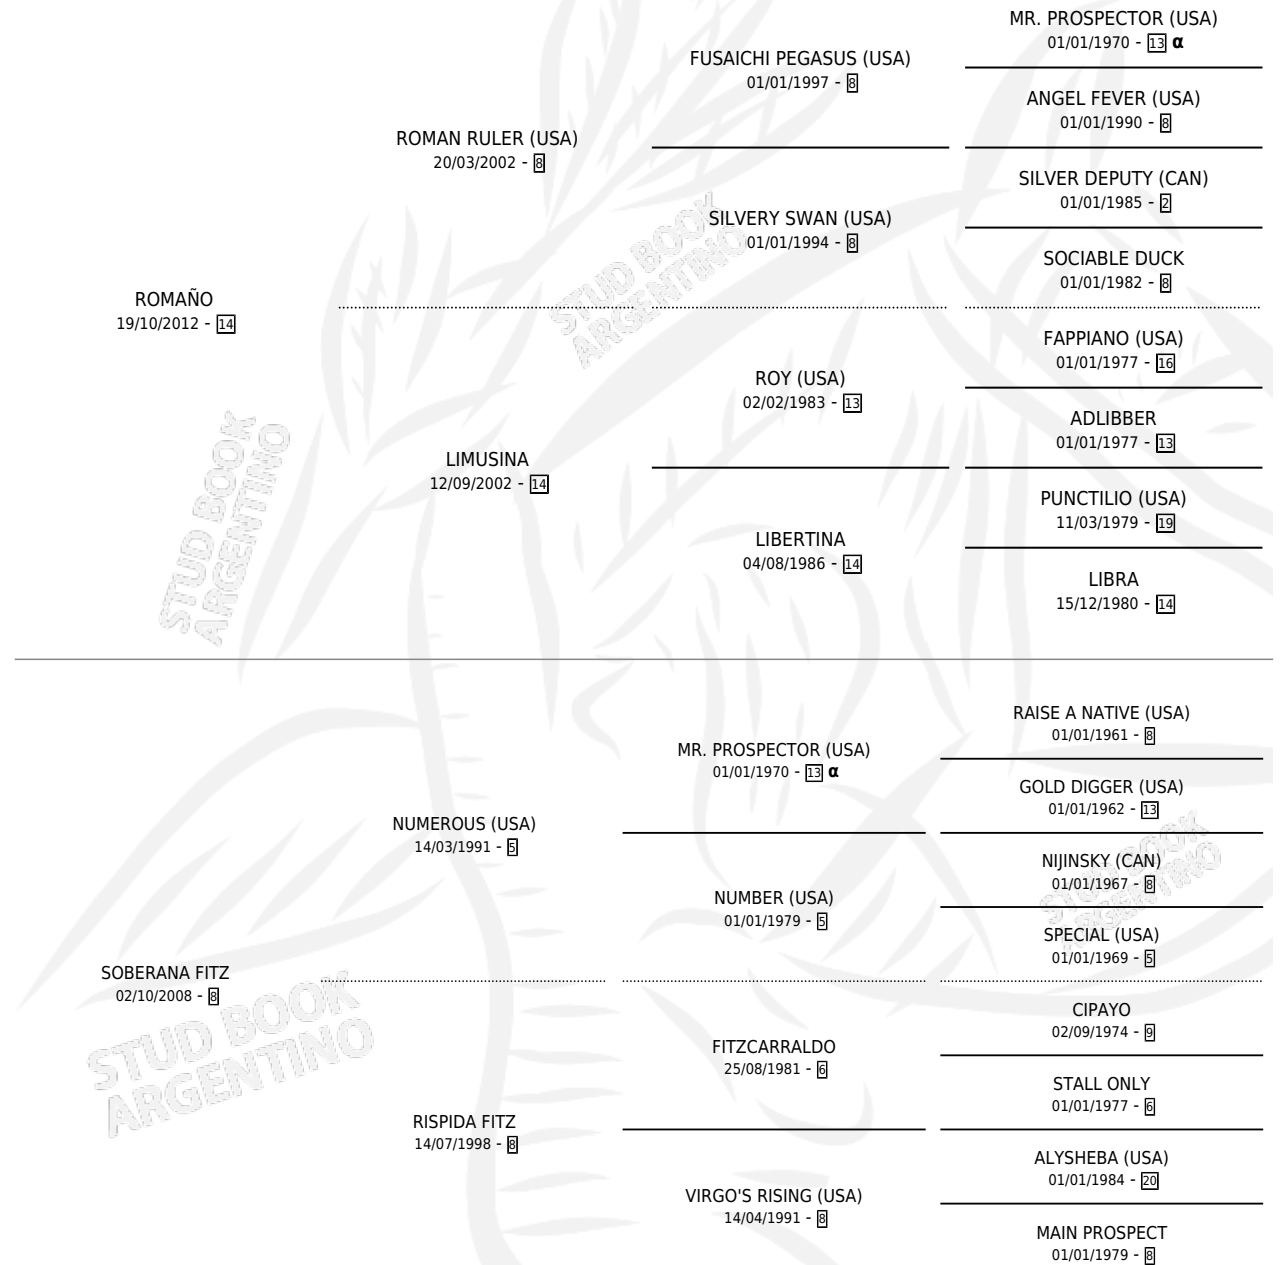 MR. PROSPECTOR (USA)
01/01/1970 - 13 α
FUSAICHI PEGASUS (USA)
01/01/1997 - 8
ANGEL FEVER (USA)
01/01/1990 - 8
ROMAN RULER (USA)
20/03/2002 - 8
SILVER DEPUTY (CAN)
01/01/1985 - 2
SILVERY SWAN (USA)
01/01/1994 - 8
SOCIABLE DUCK
01/01/1982 - 8
ROMAÑO
19/10/2012 - 14
FAPPIANO (USA)
01/01/1977 - 16
ROY (USA)
02/02/1983 - 13
ADLIBBER
01/01/1977 - 13
LIMUSINA
12/09/2002 - 14
PUNCTILIO (USA)
11/03/1979 - 19
LIBERTINA
04/08/1986 - 14
LIBRA
15/12/1980 - 14
RAISE A NATIVE (USA)
01/01/1961 - 8
MR. PROSPECTOR (USA)
01/01/1970 - 13 α
GOLD DIGGER (USA)
01/01/1962 - 13
NUMEROUS (USA)
14/03/1991 - 5
NIJINSKY (CAN)
01/01/1967 - 8
NUMBER (USA)
01/01/1979 - 5
SPECIAL (USA)
01/01/1969 - 5
SOBERANA FITZ
02/10/2008 - 8
CIPAYO
02/09/1974 - 9
FITZCARRALDO
25/08/1981 - 6
STALL ONLY
01/01/1977 - 6
RISPIDA FITZ
14/07/1998 - 8
ALYSHEBA (USA)
01/01/1984 - 20
VIRGO'S RISING (USA)
14/04/1991 - 8
MAIN PROSPECT
01/01/1979 - 8
STUD BOOK
ARGENTINO
STUD BOOK
ARGENTINO
STUD BOOK
ARGENTINO
STUD BOOK
ARGENTINO